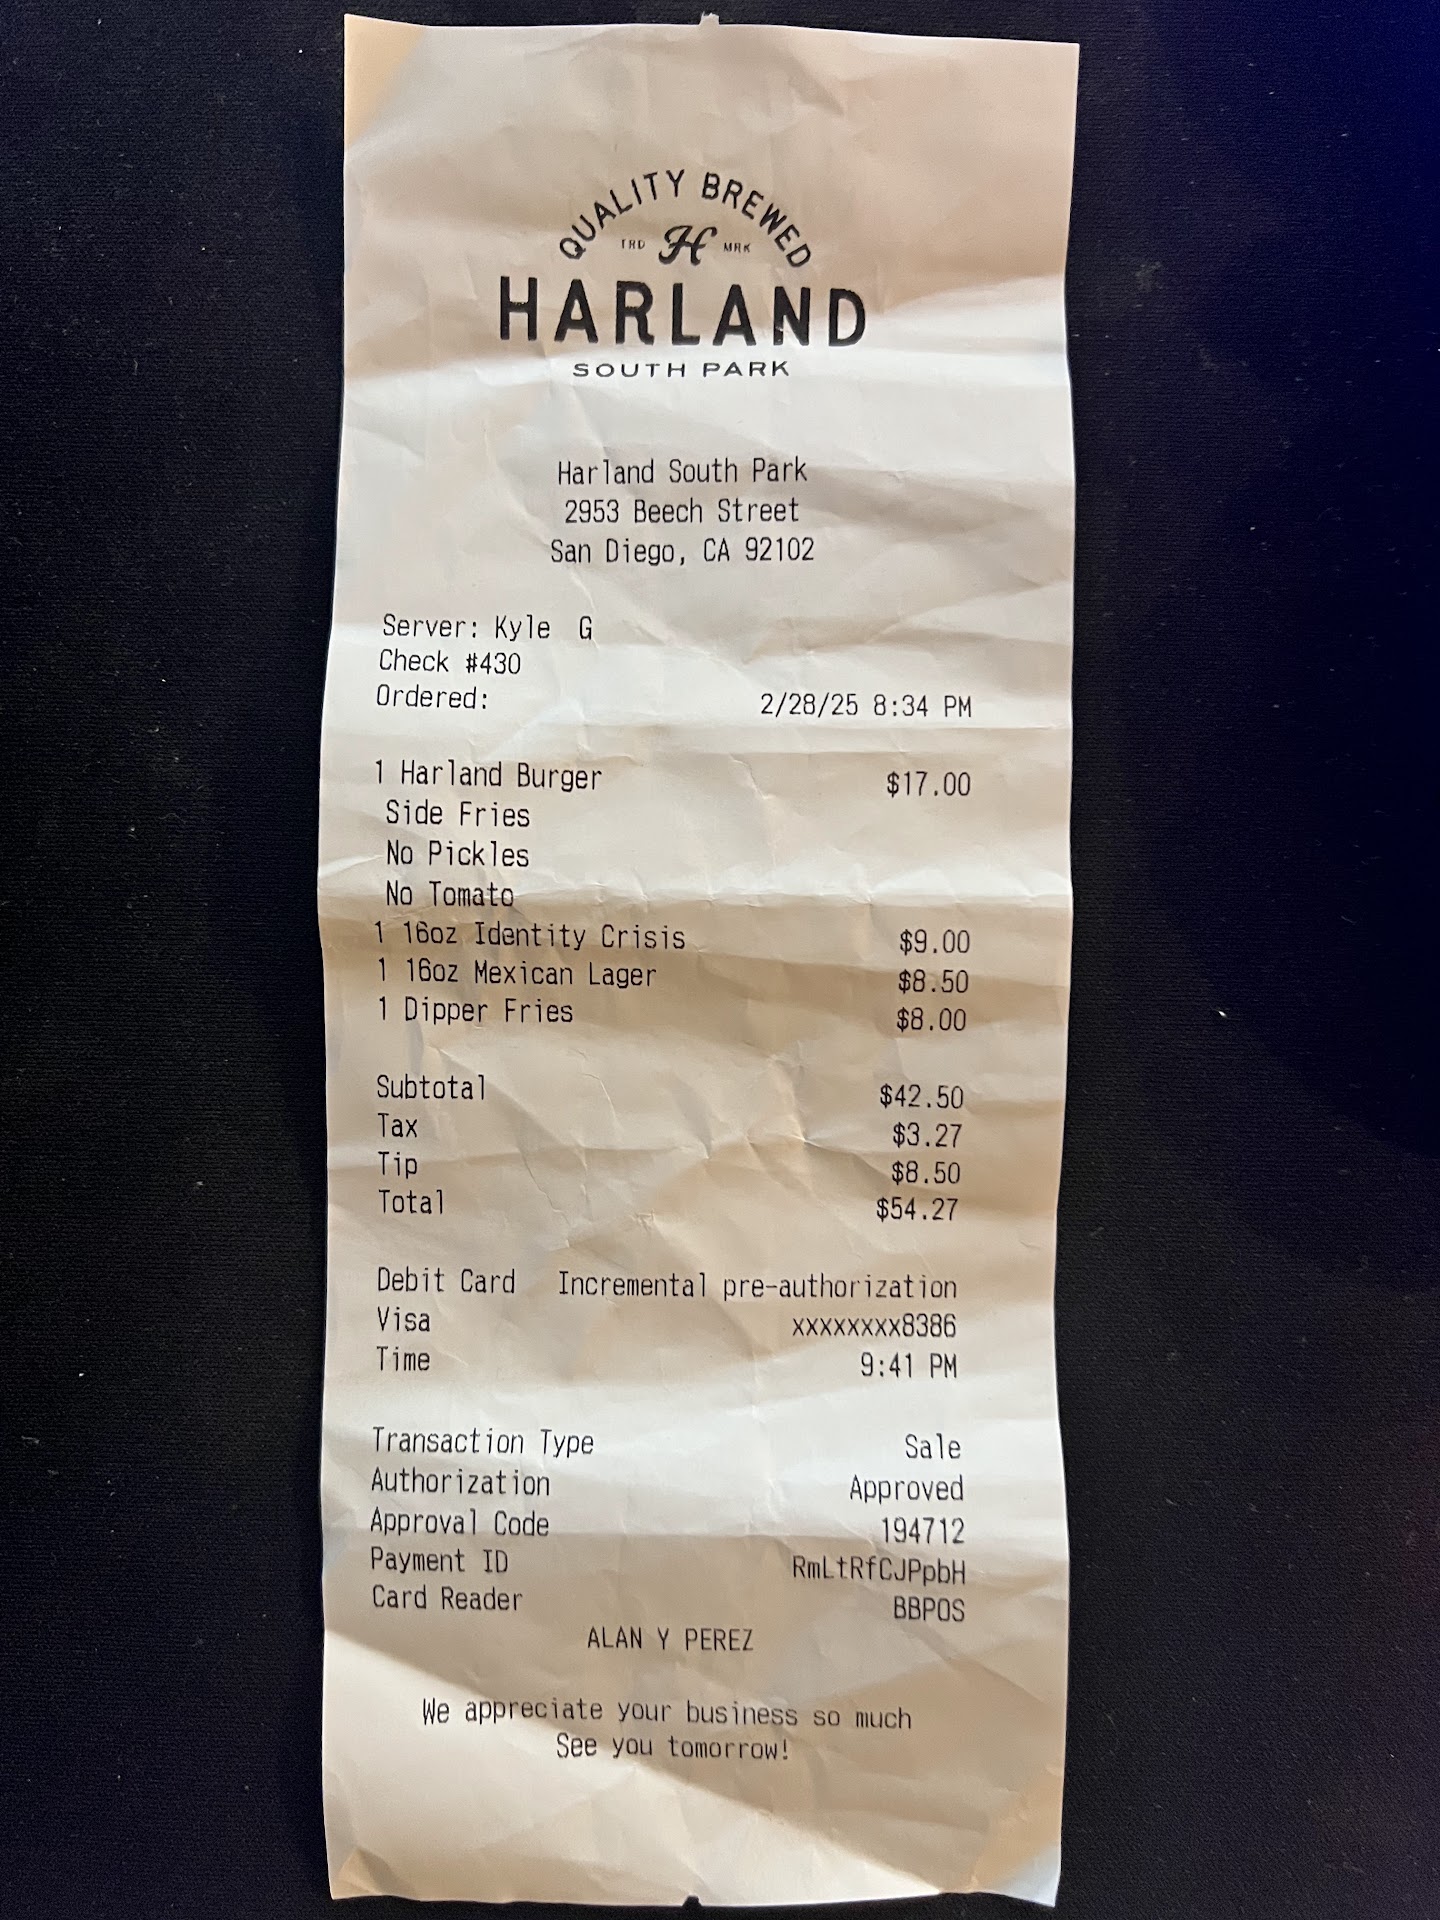 QUALITY BREWED
TRD H MRK
HARLAND
SOUTH PARK
Harland South Park
2953 Beech Street
San Diego, CA 92102
Server: Kyle G
Check #430
Ordered: 2/28/25 8:34 PM
1 Harland Burger $17.00
Side Fries
No Pickles
No Tomato
1 16oz Identity Crisis $9.00
1 16oz Mexican Lager $8.50
1 Dipper Fries $8.00
Subtotal $42.50
Tax $3.27
Tip $8.50
Total $54.27
Debit Card Incremental pre-authorization
Visa xxxxxxxx8386
Time 9:41 PM
Transaction Type Sale
Authorization Approved
Approval Code 194712
Payment ID RmLtRfCJPpbH
Card Reader BBPOS
ALAN Y PEREZ
We appreciate your business so much
See you tomorrow!